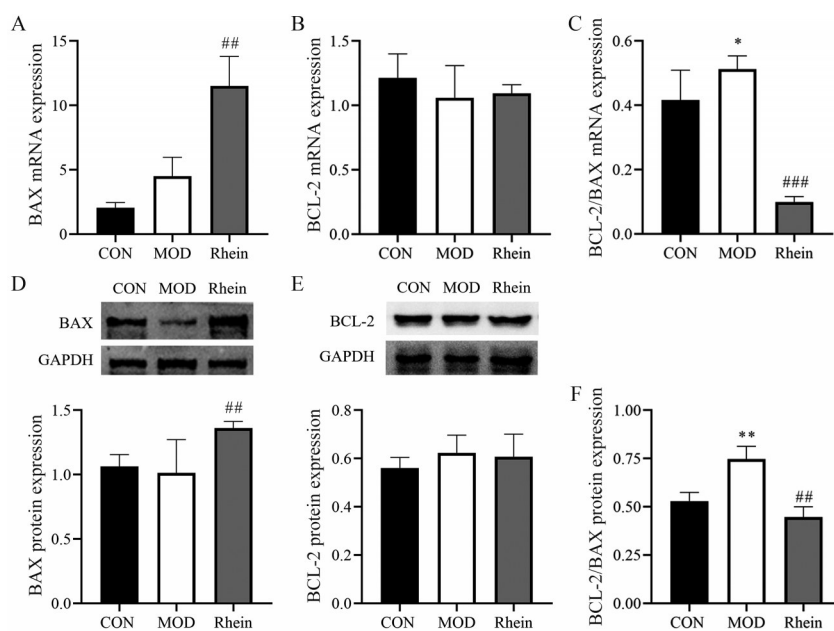 A
BAX mRNA expression
15
10
5
0
##
CON MOD Rhein
B
BCL-2 mRNA expression
1.5
1.0
0.5
0.0
CON MOD Rhein
C
BCL-2/BAX mRNA expression
0.6
0.4
0.2
0.0
*
###
CON MOD Rhein
D
CON MOD Rhein
BAX
GAPDH
BAX protein expression
1.5
1.0
0.5
0.0
##
CON MOD Rhein
E
CON MOD Rhein
BCL-2
GAPDH
BCL-2 protein expression
0.8
0.6
0.4
0.2
0.0
CON MOD Rhein
F
BCL-2/BAX protein expression
1.00
0.75
0.50
0.25
0.00
**
##
CON MOD Rhein